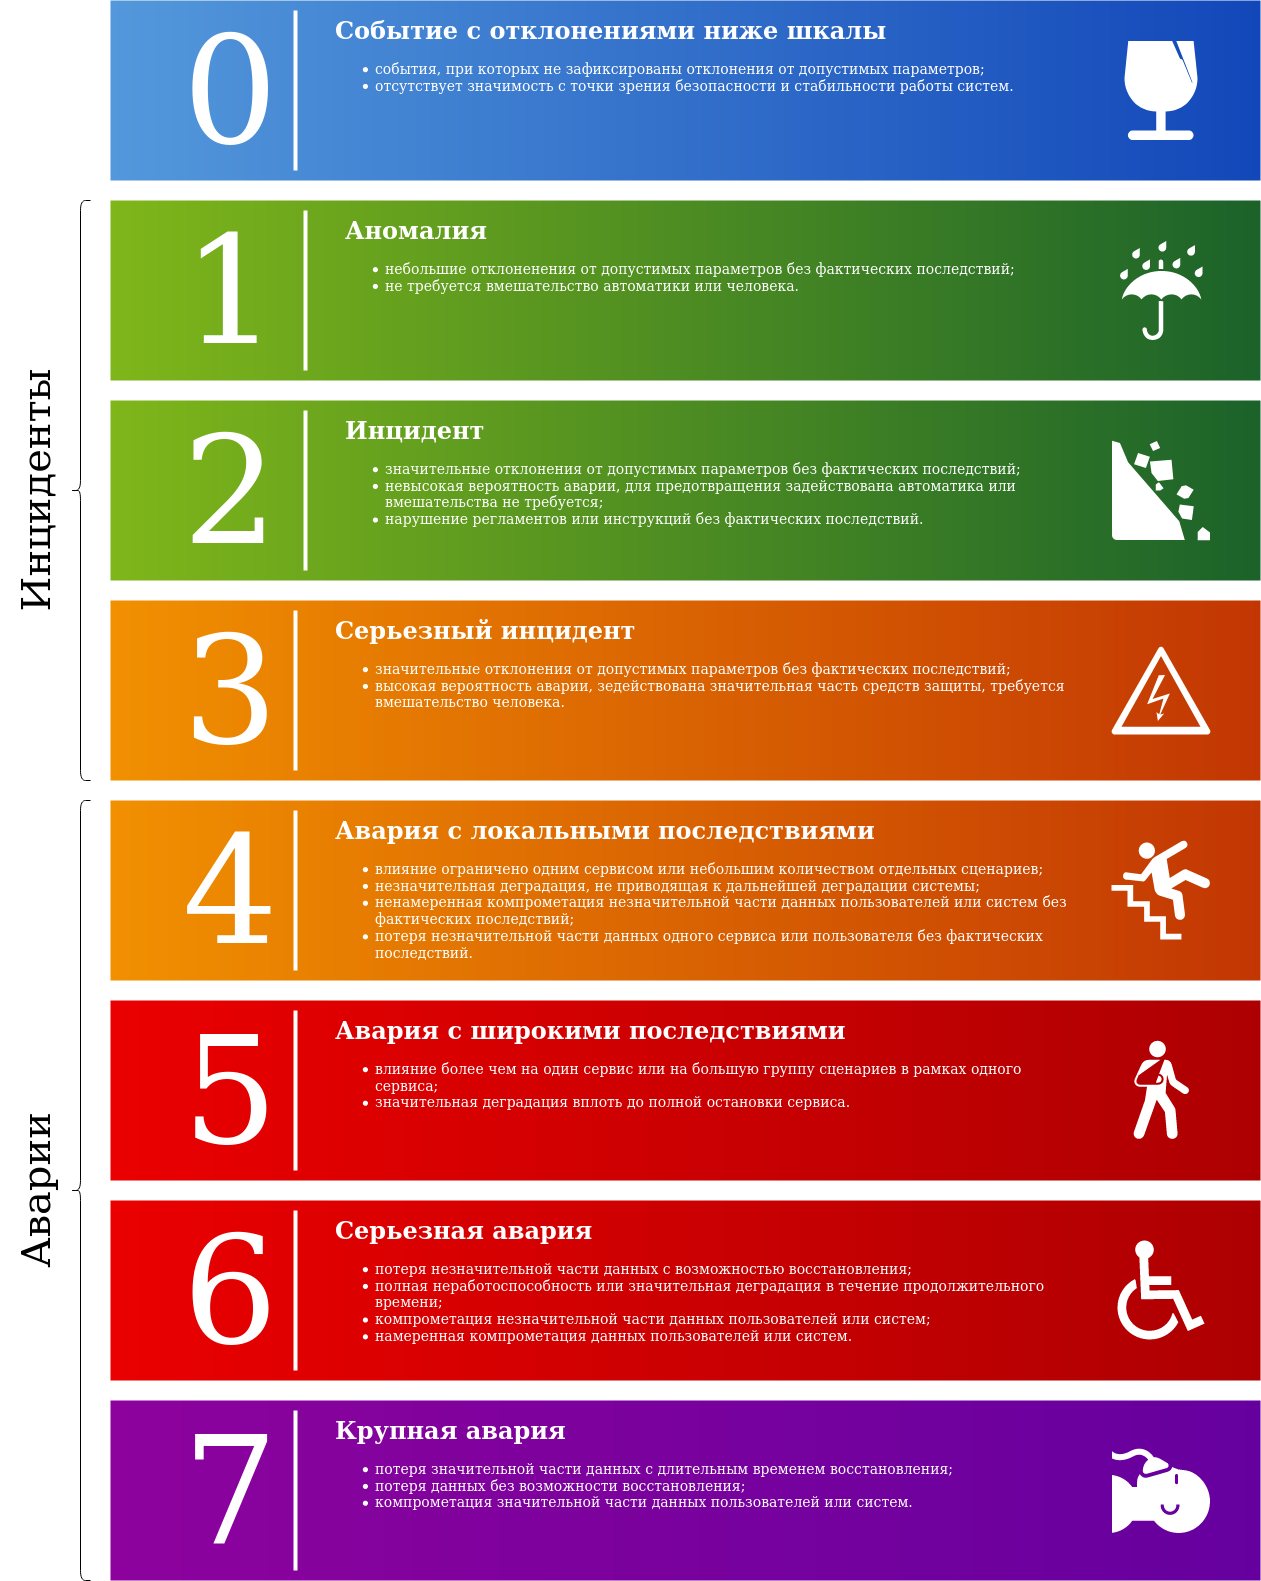 0
Событие с отклонениями ниже шкалы
• события, при которых не зафиксированы отклонения от допустимых параметров;
• отсутствует значимость с точки зрения безопасности и стабильности работы систем.
Инциденты
1
Аномалия
• небольшие отклоненения от допустимых параметров без фактических последствий;
• не требуется вмешательство автоматики или человека.
2
Инцидент
• значительные отклонения от допустимых параметров без фактических последствий;
• невысокая вероятность аварии, для предотвращения задействована автоматика или
вмешательства не требуется;
• нарушение регламентов или инструкций без фактических последствий.
3
Серьезный инцидент
• значительные отклонения от допустимых параметров без фактических последствий;
• высокая вероятность аварии, зедействована значительная часть средств защиты, требуется
вмешательство человека.
Аварии
4
Авария с локальными последствиями
• влияние ограничено одним сервисом или небольшим количеством отдельных сценариев;
• незначительная деградация, не приводящая к дальнейшей деградации системы;
• ненамеренная компрометация незначительной части данных пользователей или систем без
фактических последствий;
• потеря незначительной части данных одного сервиса или пользователя без фактических
последствий.
5
Авария с широкими последствиями
• влияние более чем на один сервис или на большую группу сценариев в рамках одного
сервиса;
• значительная деградация вплоть до полной остановки сервиса.
6
Серьезная авария
• потеря незначительной части данных с возможностью восстановления;
• полная неработоспособность или значительная деградация в течение продолжительного
времени;
• компрометация незначительной части данных пользователей или систем;
• намеренная компрометация данных пользователей или систем.
7
Крупная авария
• потеря значительной части данных с длительным временем восстановления;
• потеря данных без возможности восстановления;
• компрометация значительной части данных пользователей или систем.